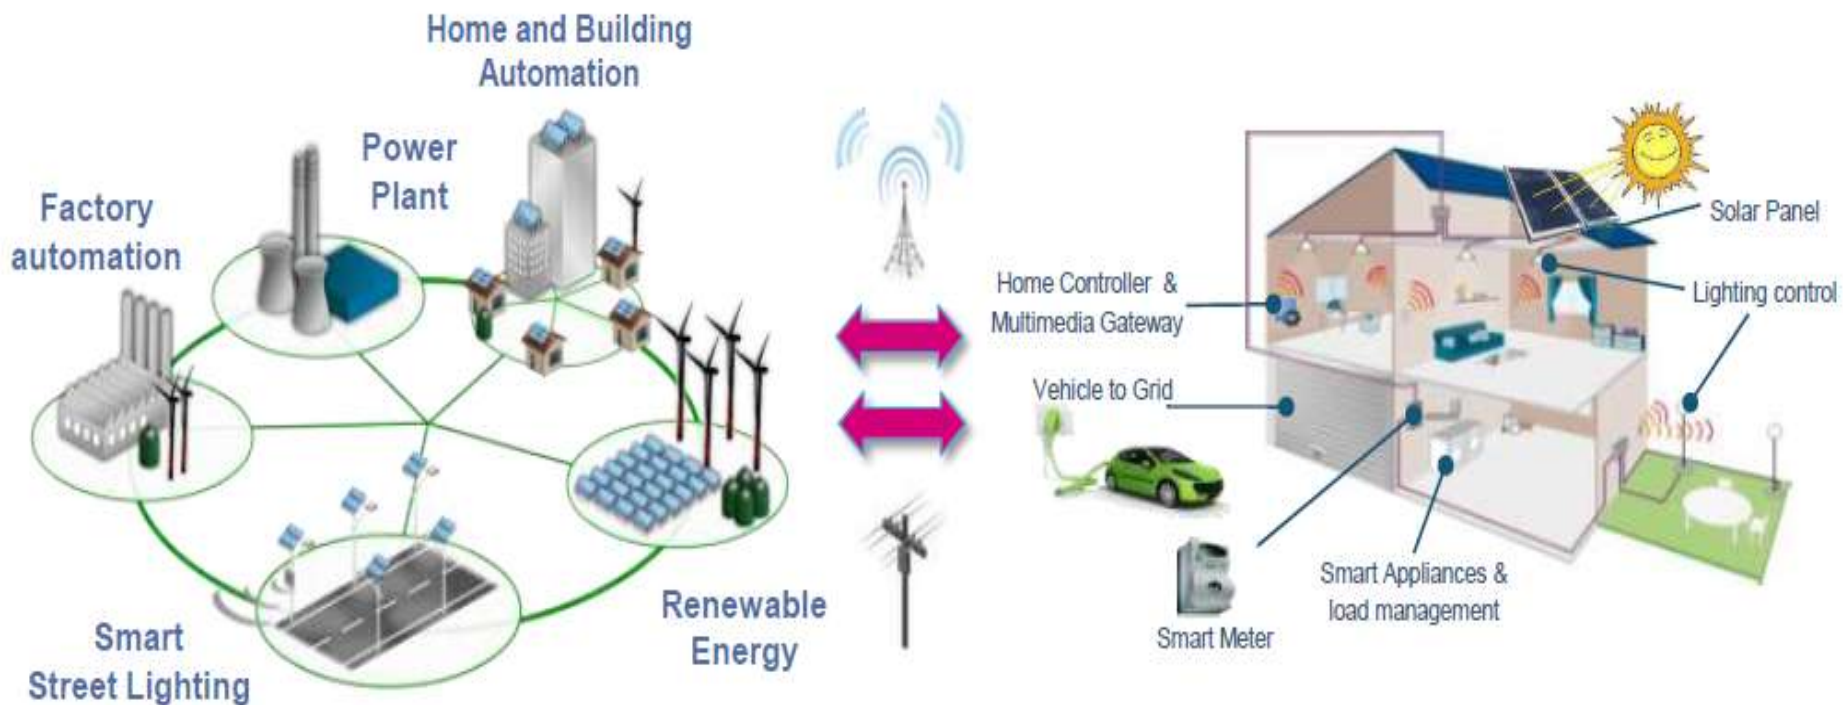 Home and Building
Automation
Power
Plant
Factory
automation
Smart
Street Lighting
Renewable
Energy
Home Controller &
Multimedia Gateway
Vehicle to Grid
Smart Meter
Smart Appliances &
load management
Solar Panel
Lighting control